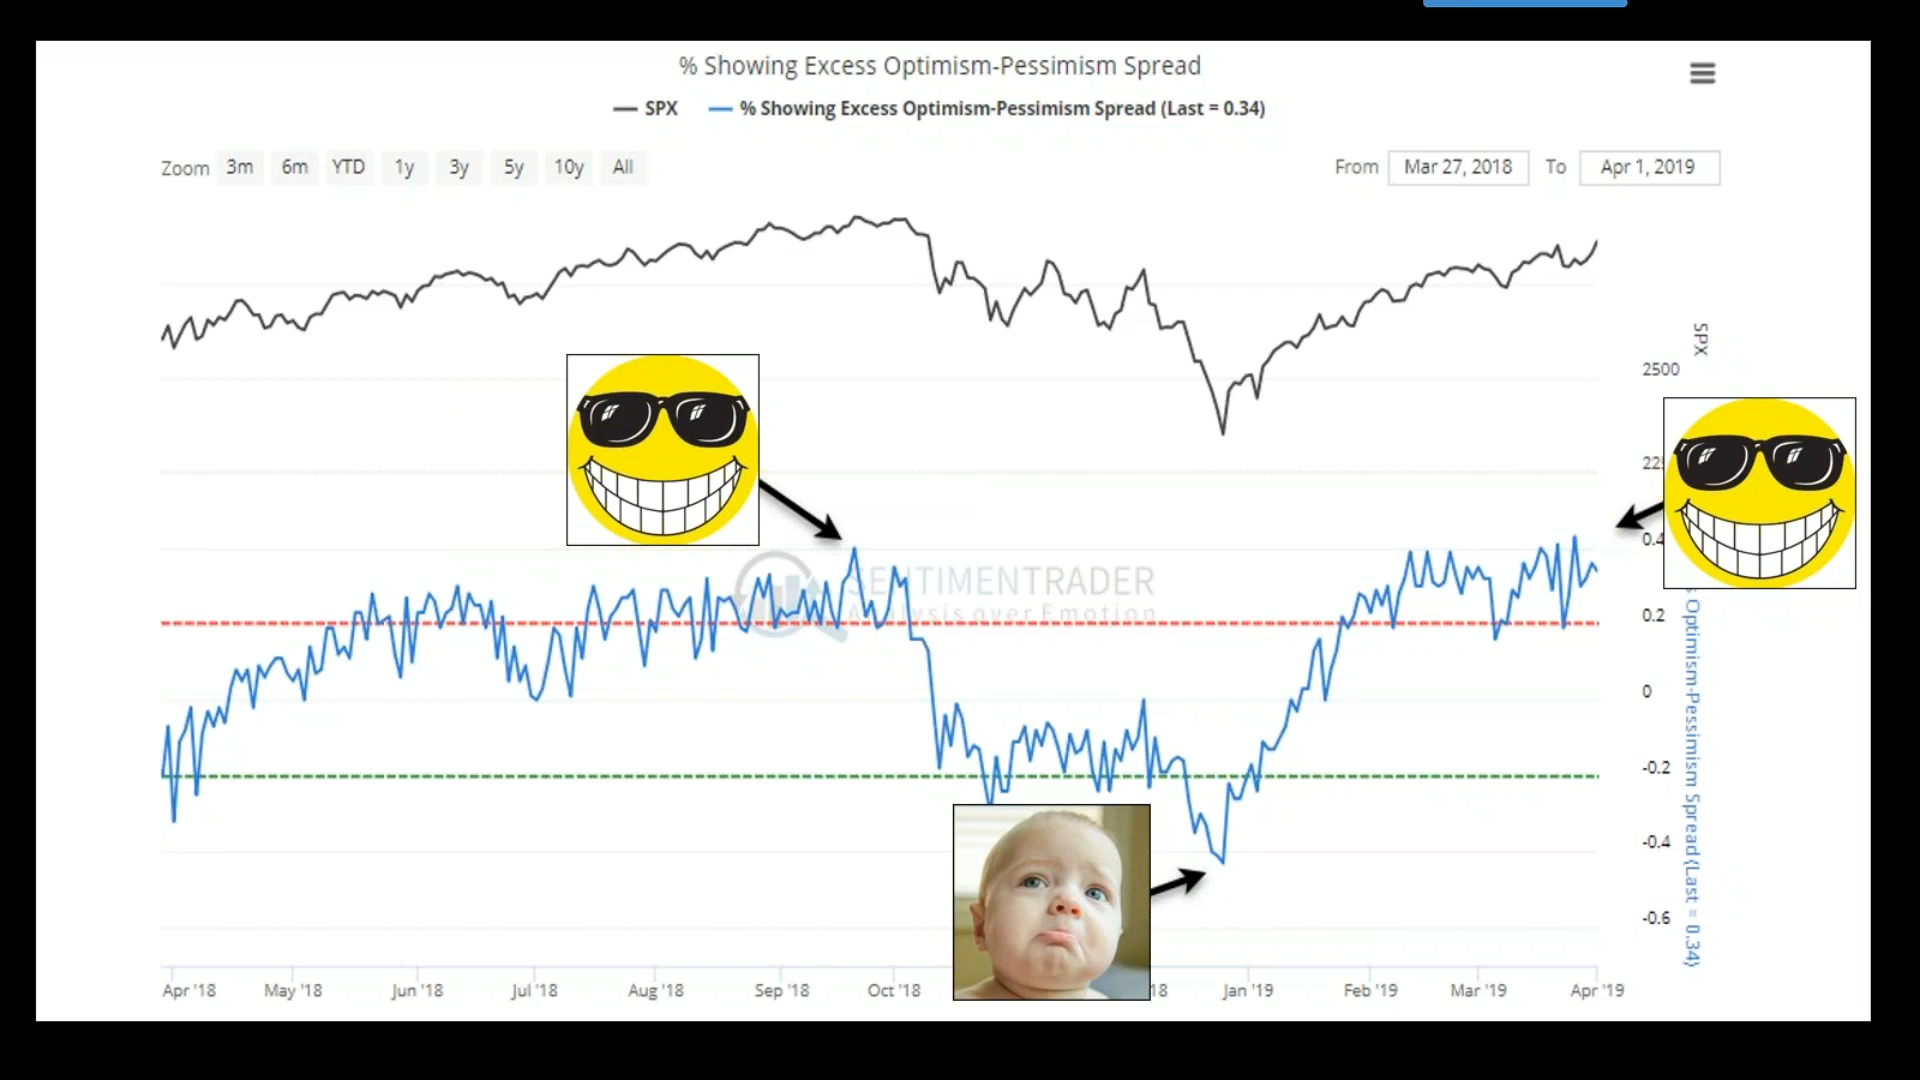 % Showing Excess Optimism-Pessimism Spread
SPX % Showing Excess Optimism-Pessimism Spread (Last = 0.34)
Zoom 3m 6m YTD 1y 3y 5y 10y All From Mar 27, 2018 To Apr 1, 2019
SPX
2500
0.2
0
-0.2
-0.4
-0.6
Optimism-Pessimism Spread (Last = 0.34)
SENTIMENTRADER
Analysis over Emotion
Apr '18 May '18 Jun '18 Jul '18 Aug '18 Sep '18 Oct '18 Jan '19 Feb '19 Mar '19 Apr '19